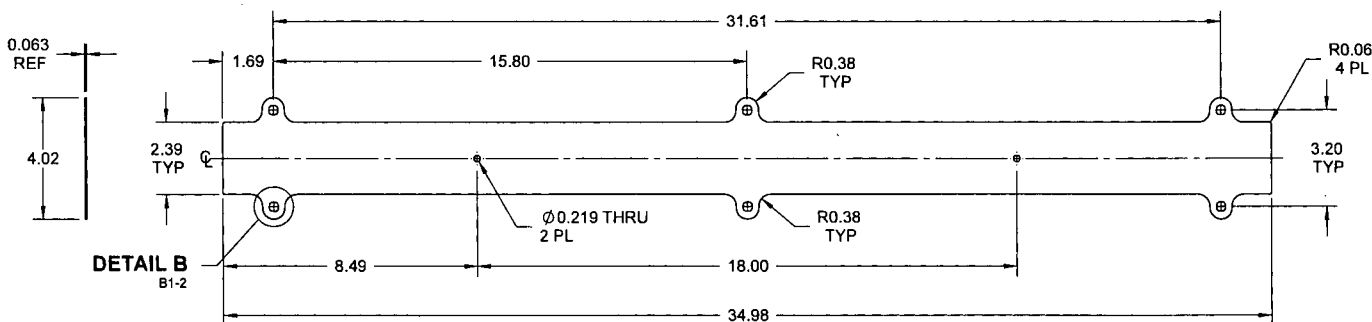 31.61
0.063
REF
1.69
15.80
R0.38
TYP
R0.06
4 PL
4.02
2.39
TYP
℄
3.20
TYP
Ø0.219 THRU
2 PL
R0.38
TYP
DETAIL B
B1-2
8.49
18.00
34.98